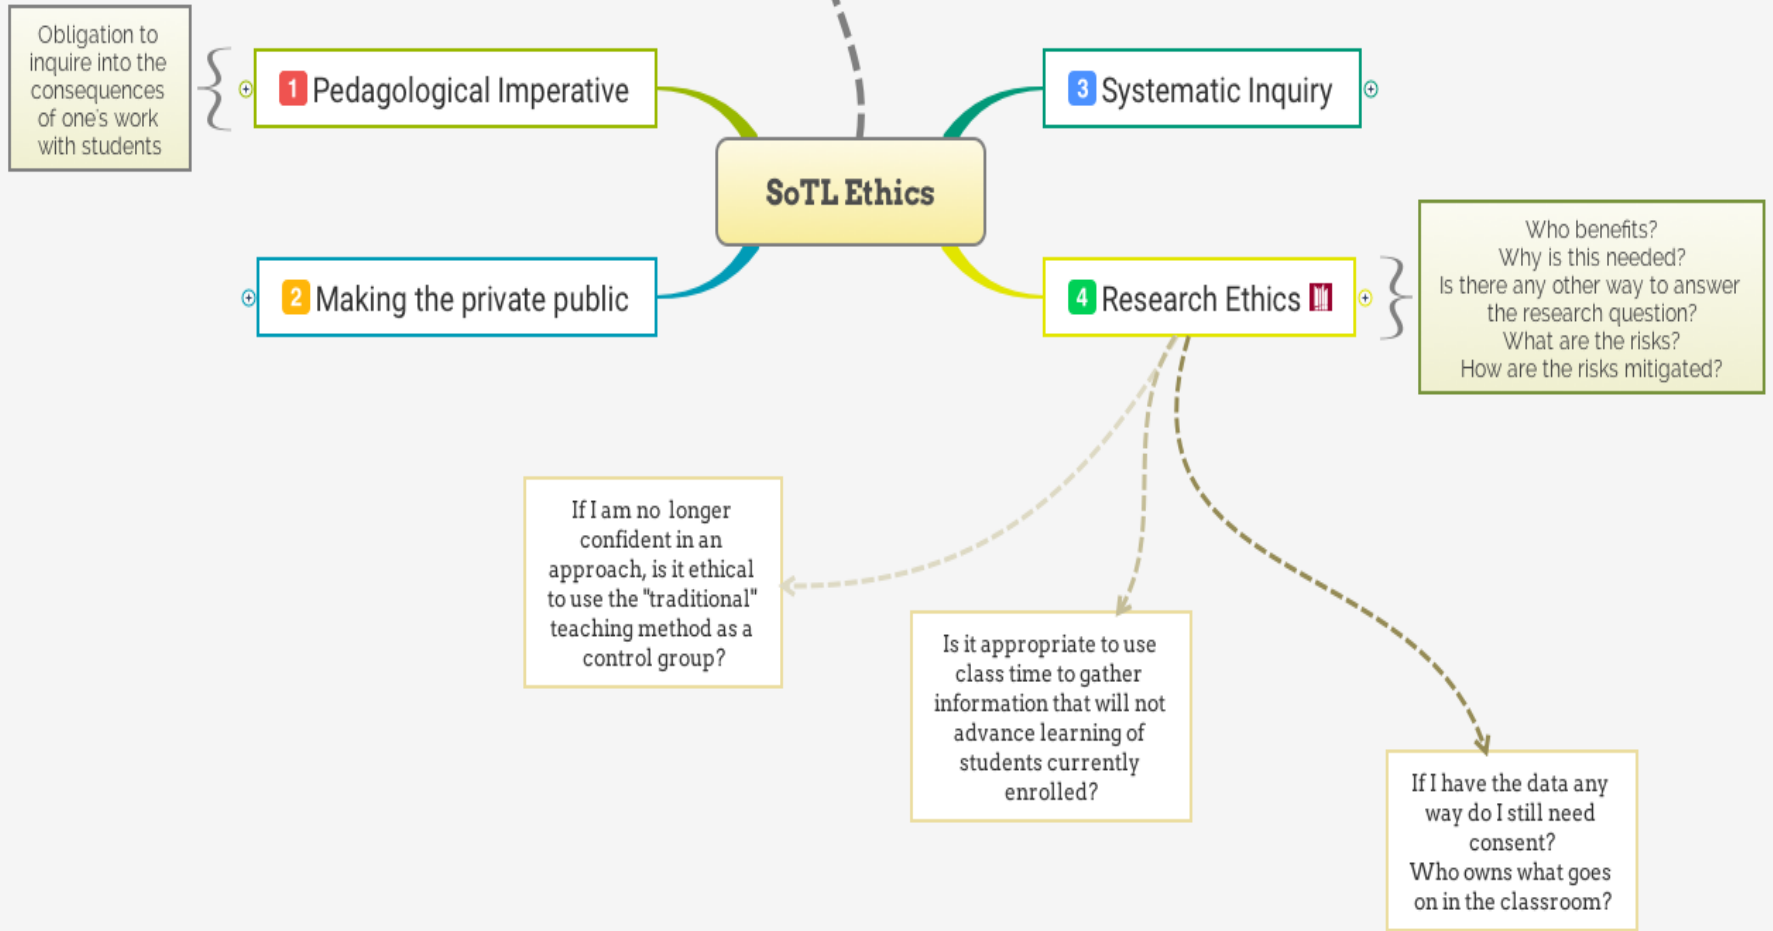 Obligation to
inquire into the
consequences
of one's work
with students
1 Pedagological Imperative
3 Systematic Inquiry
SoTL Ethics
2 Making the private public
4 Research Ethics
Who benefits?
Why is this needed?
Is there any other way to answer
the research question?
What are the risks?
How are the risks mitigated?
If I am no longer
confident in an
approach, is it ethical
to use the "traditional"
teaching method as a
control group?
Is it appropriate to use
class time to gather
information that will not
advance learning of
students currently
enrolled?
If I have the data any
way do I still need
consent?
Who owns what goes
on in the classroom?